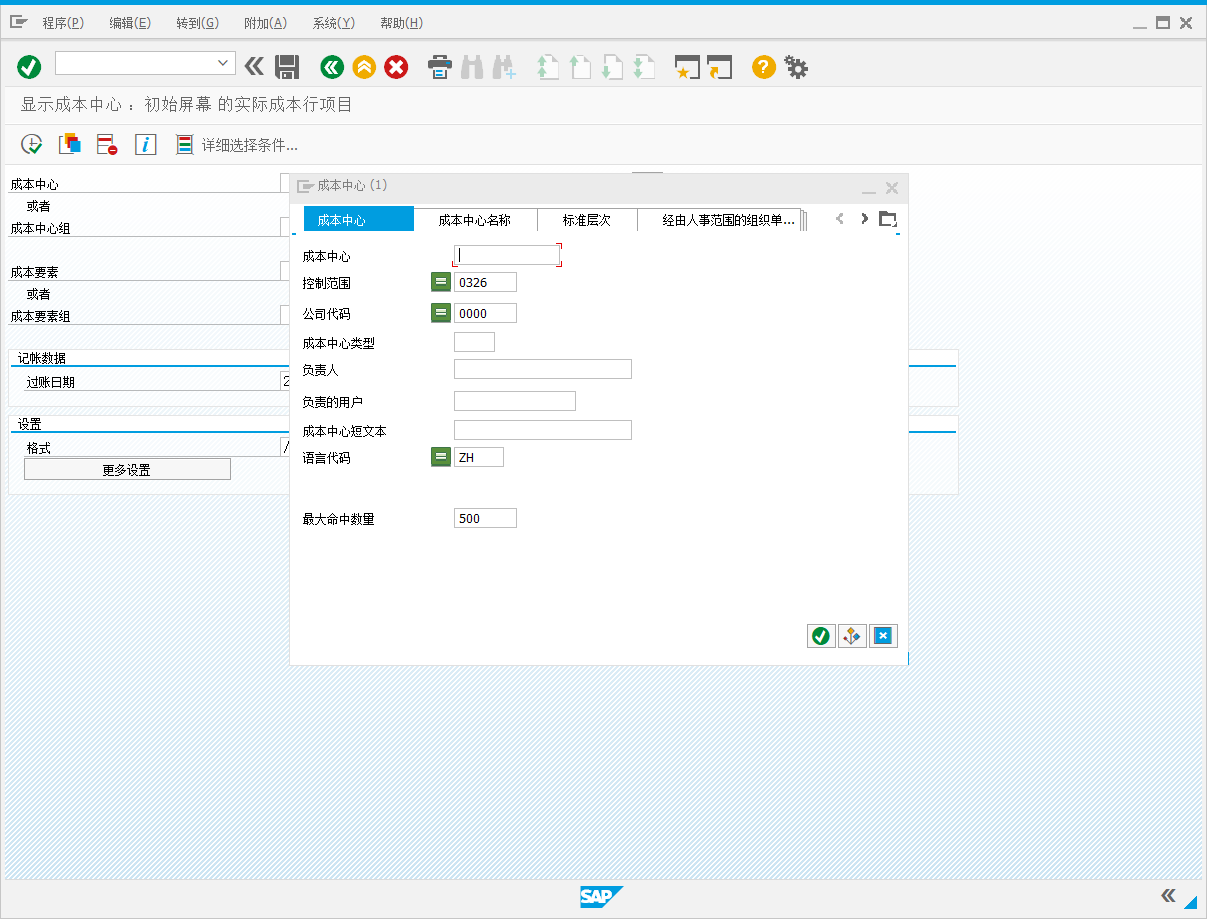 程序(P) 编辑(E) 转到(G) 附加(A) 系统(Y) 帮助(H)
显示成本中心 ： 初始屏幕 的实际成本行项目
详细选择条件...
成本中心
或者
成本中心组
成本要素
或者
成本要素组
记帐数据
过账日期 2
设置
格式 /
更多设置
成本中心 (1)
成本中心 成本中心名称 标准层次 经由人事范围的组织单...
成本中心
控制范围 0326
公司代码 0000
成本中心类型
负责人
负责的用户
成本中心短文本
语言代码 ZH
最大命中数量 500
SAP